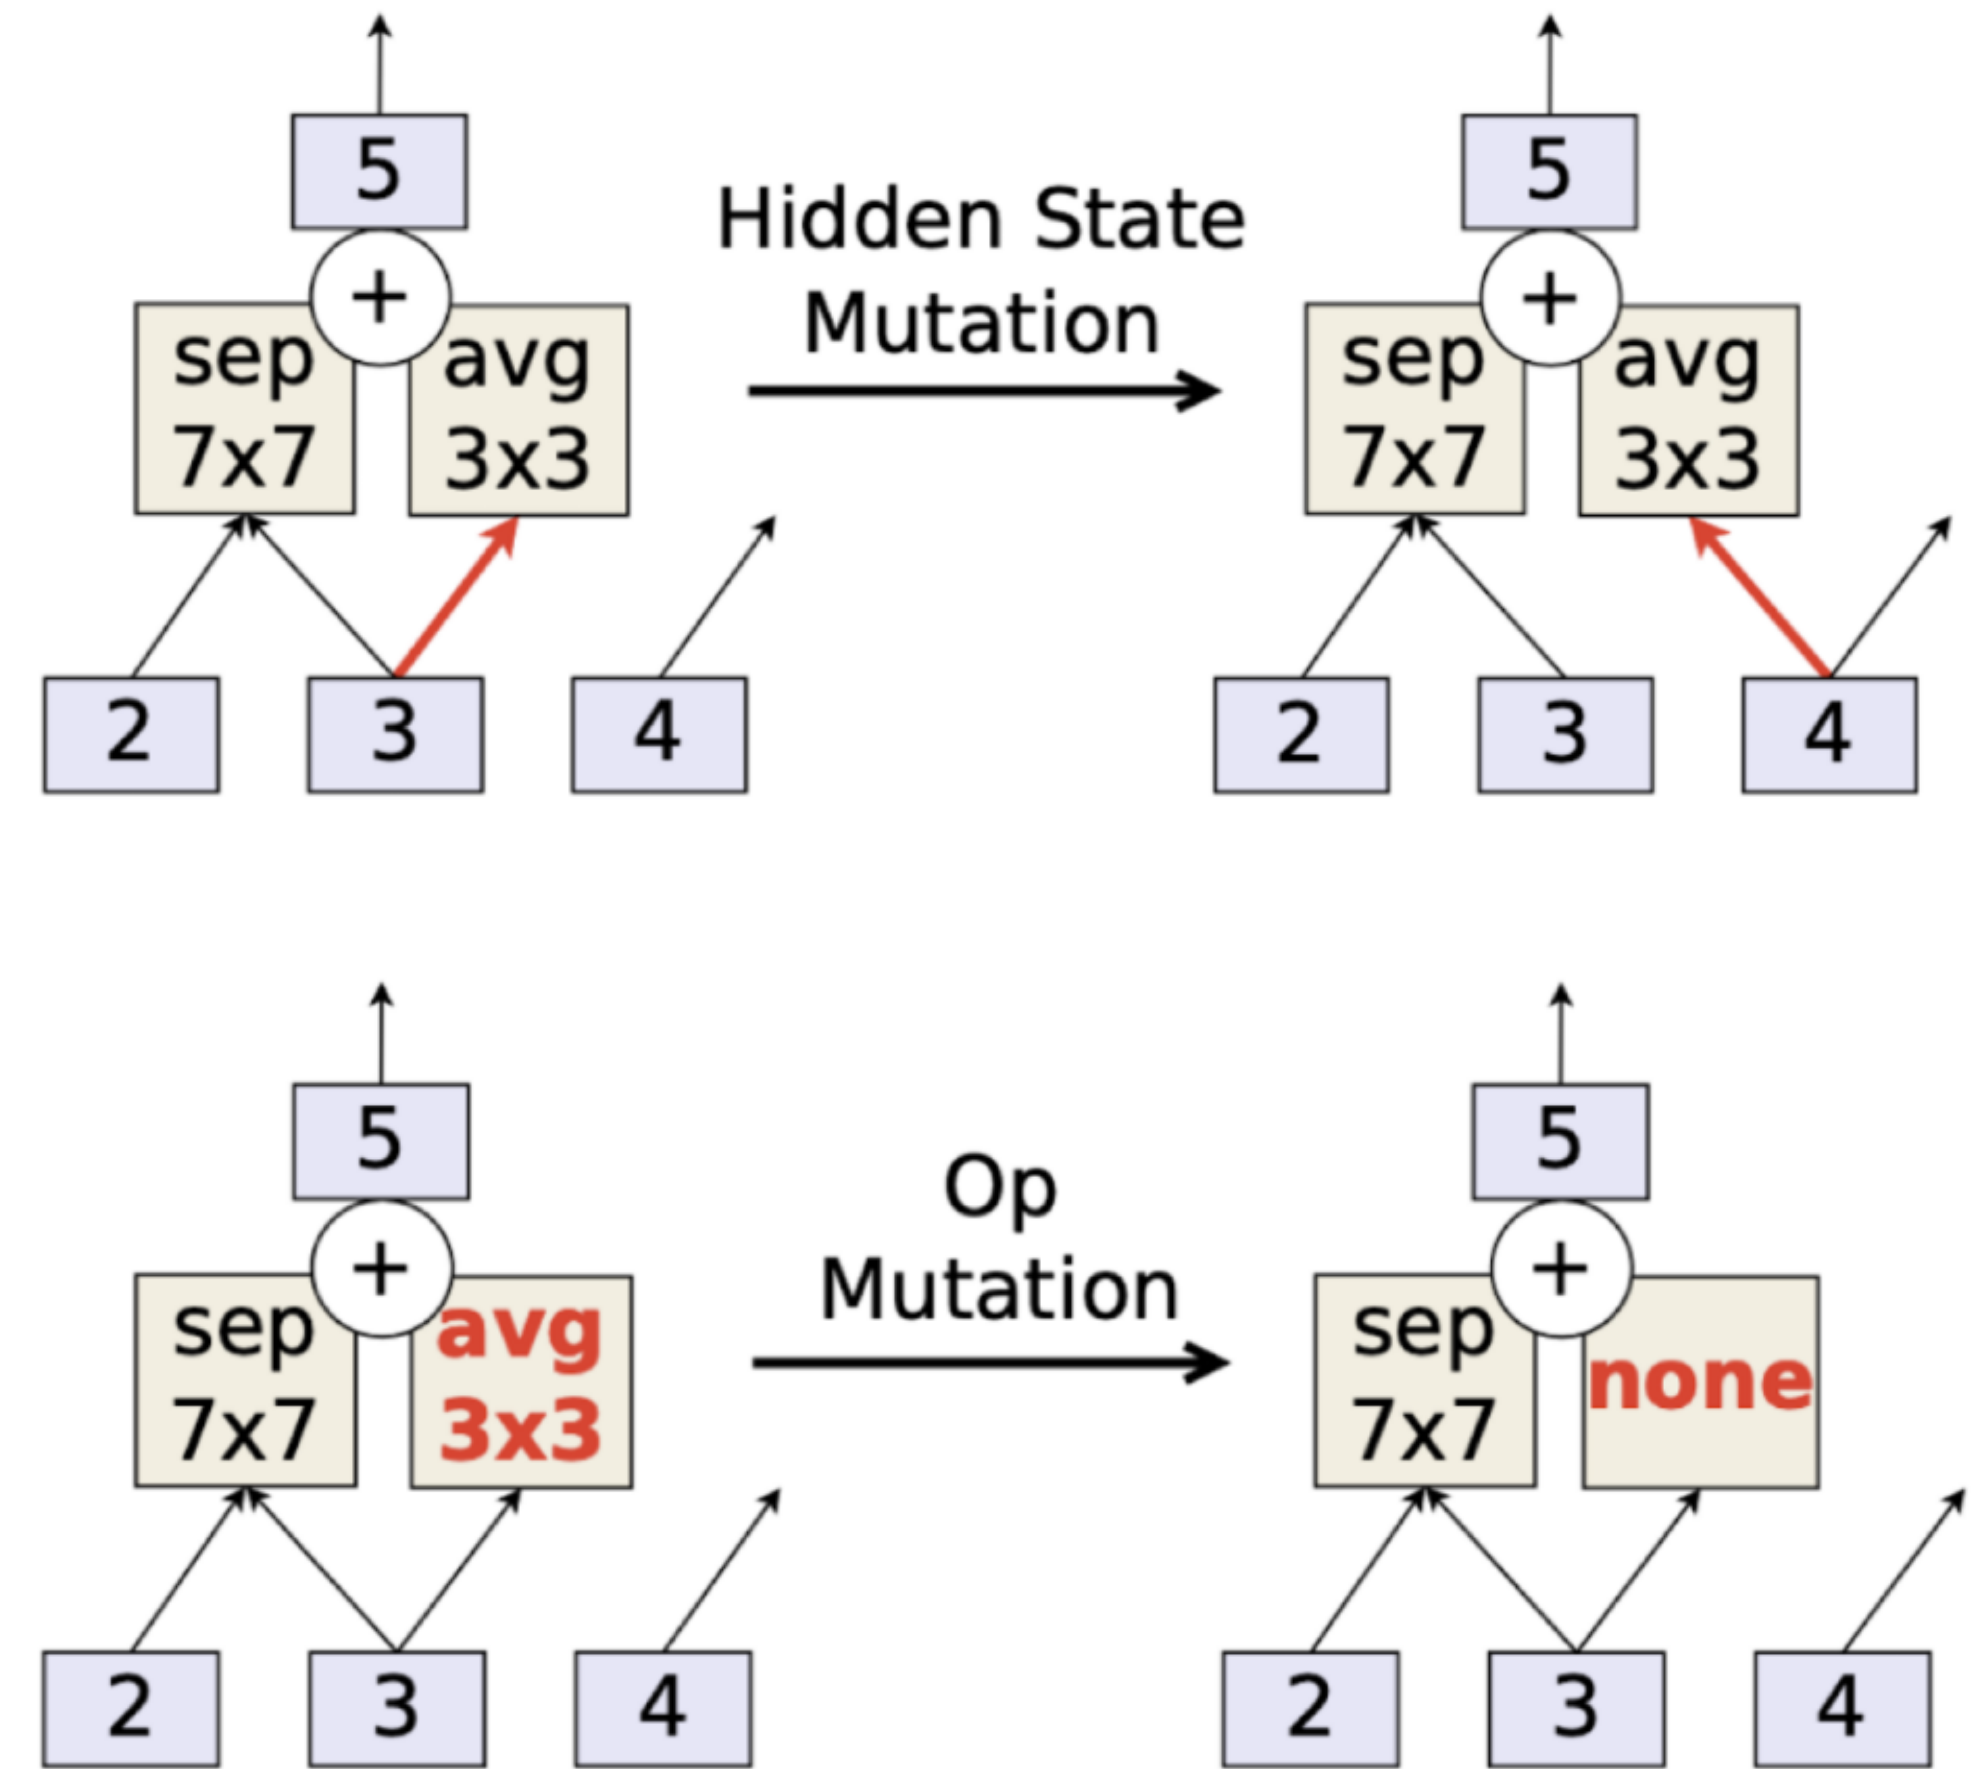 5
+
sep
7x7
avg
3x3
2
3
4
Hidden State
Mutation
5
+
sep
7x7
avg
3x3
2
3
4
5
+
sep
7x7
avg
3x3
2
3
4
Op
Mutation
5
+
sep
7x7
none
2
3
4